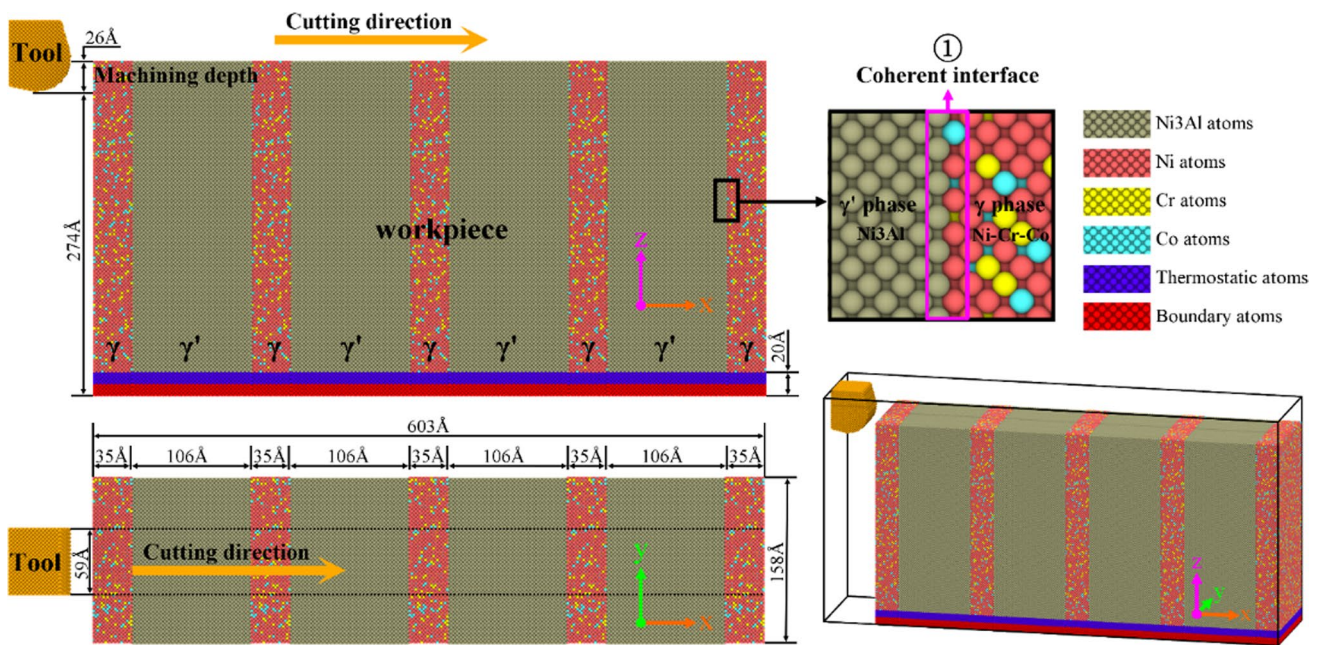 Tool
26Å
Cutting direction
Machining depth
274Å
workpiece
Z
X
γ
γ'
γ
γ'
γ
γ'
γ
γ'
γ
20Å
①
Coherent interface
γ' phase
Ni3Al
γ phase
Ni-Cr-Co
Ni3Al atoms
Ni atoms
Cr atoms
Co atoms
Thermostatic atoms
Boundary atoms
603Å
35Å
106Å
35Å
106Å
35Å
106Å
35Å
106Å
35Å
Tool
59Å
Cutting direction
y
X
158Å
Z
y
X